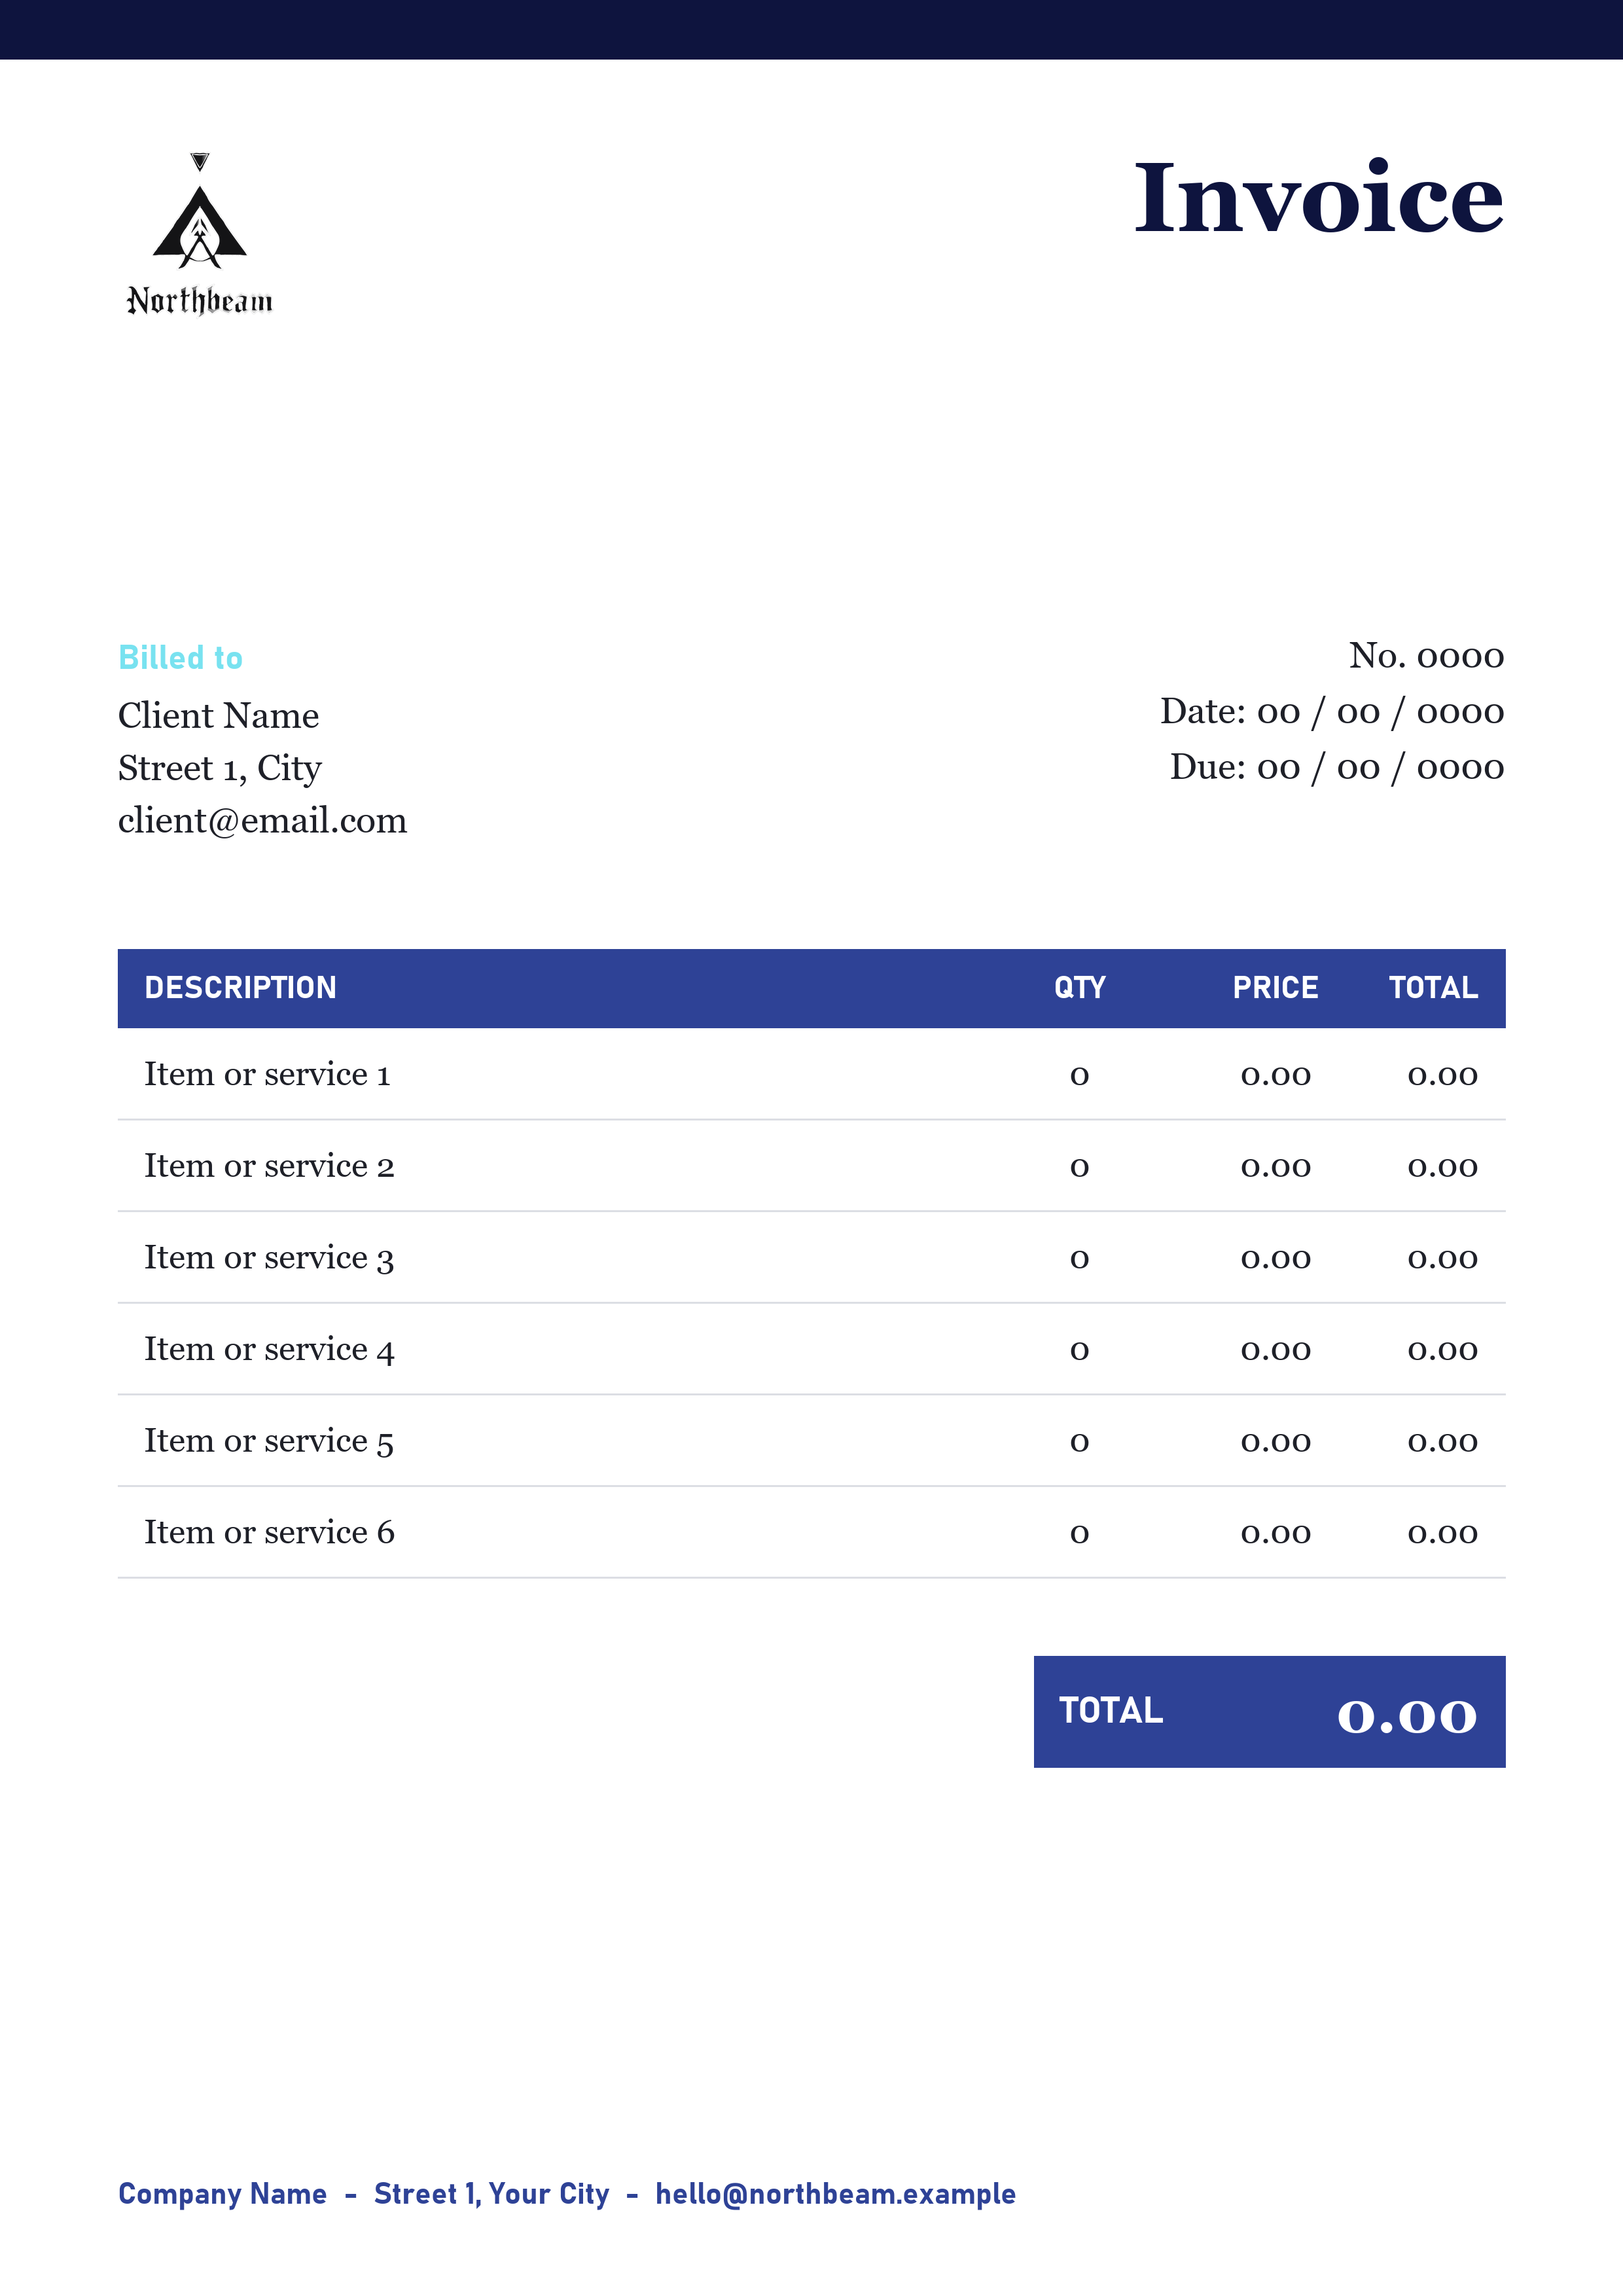 Northbeam
Invoice
Billed to
Client Name
Street 1, City
client@email.com
No. 0000
Date: 00 / 00 / 0000
Due: 00 / 00 / 0000
DESCRIPTION QTY PRICE TOTAL
Item or service 1 0 0.00 0.00
Item or service 2 0 0.00 0.00
Item or service 3 0 0.00 0.00
Item or service 4 0 0.00 0.00
Item or service 5 0 0.00 0.00
Item or service 6 0 0.00 0.00
TOTAL 0.00
Company Name - Street 1, Your City - hello@northbeam.example